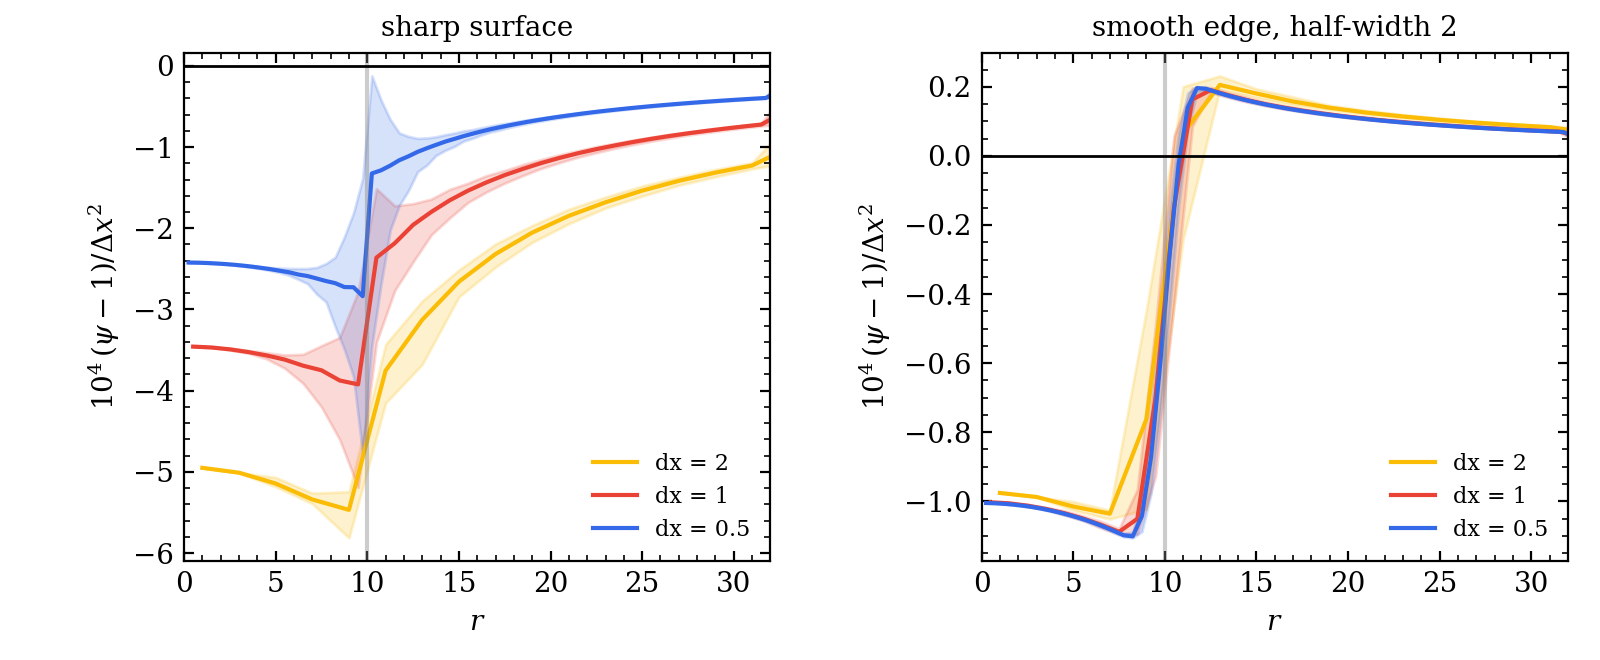 sharp surface
10⁴ (ψ − 1)/Δx²
0
−1
−2
−3
−4
−5
−6
dx = 2
dx = 1
dx = 0.5
0 5 10 15 20 25 30
r
smooth edge, half-width 2
10⁴ (ψ − 1)/Δx²
0.2
0.0
−0.2
−0.4
−0.6
−0.8
−1.0
dx = 2
dx = 1
dx = 0.5
0 5 10 15 20 25 30
r